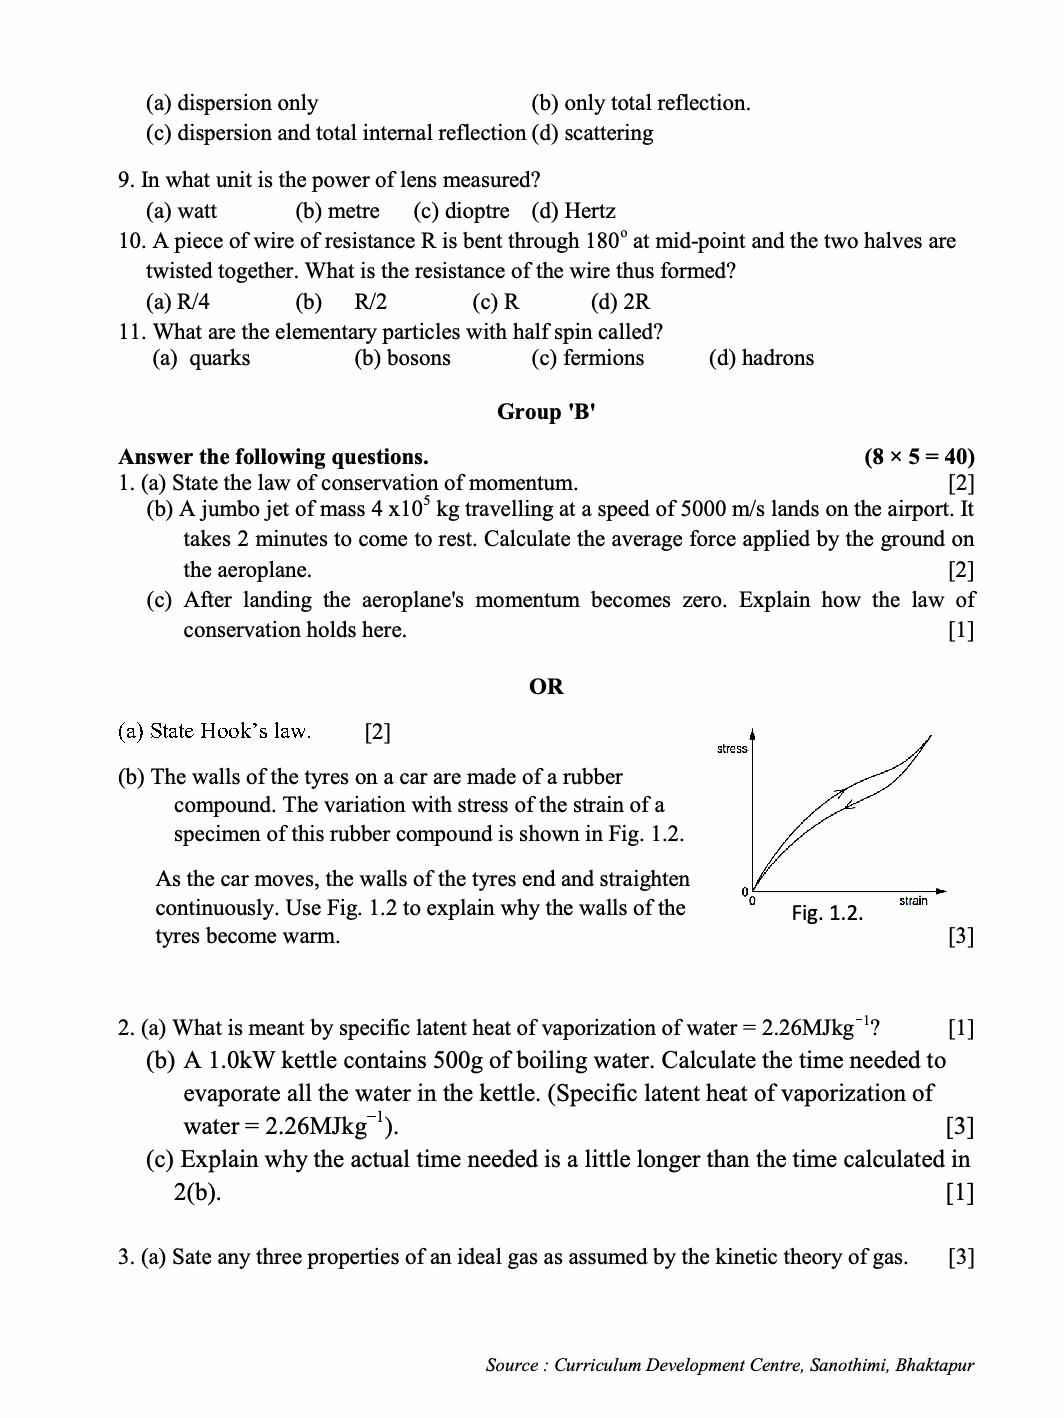 (a) dispersion only (b) only total reflection.
(c) dispersion and total internal reflection (d) scattering
9. In what unit is the power of lens measured?
(a) watt (b) metre (c) dioptre (d) Hertz
10. A piece of wire of resistance R is bent through 180° at mid-point and the two halves are
twisted together. What is the resistance of the wire thus formed?
(a) R/4 (b) R/2 (c) R (d) 2R
11. What are the elementary particles with half spin called?
(a) quarks (b) bosons (c) fermions (d) hadrons
Group 'B'
Answer the following questions. (8 × 5 = 40)
1. (a) State the law of conservation of momentum. [2]
(b) A jumbo jet of mass 4 x10⁵ kg travelling at a speed of 5000 m/s lands on the airport. It
takes 2 minutes to come to rest. Calculate the average force applied by the ground on
the aeroplane. [2]
(c) After landing the aeroplane's momentum becomes zero. Explain how the law of
conservation holds here. [1]
OR
(a) State Hook's law. [2]
(b) The walls of the tyres on a car are made of a rubber
compound. The variation with stress of the strain of a
specimen of this rubber compound is shown in Fig. 1.2.
As the car moves, the walls of the tyres end and straighten
continuously. Use Fig. 1.2 to explain why the walls of the
tyres become warm. [3]
stress
0
0
strain
Fig. 1.2.
2. (a) What is meant by specific latent heat of vaporization of water = 2.26MJkg⁻¹? [1]
(b) A 1.0kW kettle contains 500g of boiling water. Calculate the time needed to
evaporate all the water in the kettle. (Specific latent heat of vaporization of
water = 2.26MJkg⁻¹). [3]
(c) Explain why the actual time needed is a little longer than the time calculated in
2(b). [1]
3. (a) Sate any three properties of an ideal gas as assumed by the kinetic theory of gas. [3]
Source : Curriculum Development Centre, Sanothimi, Bhaktapur